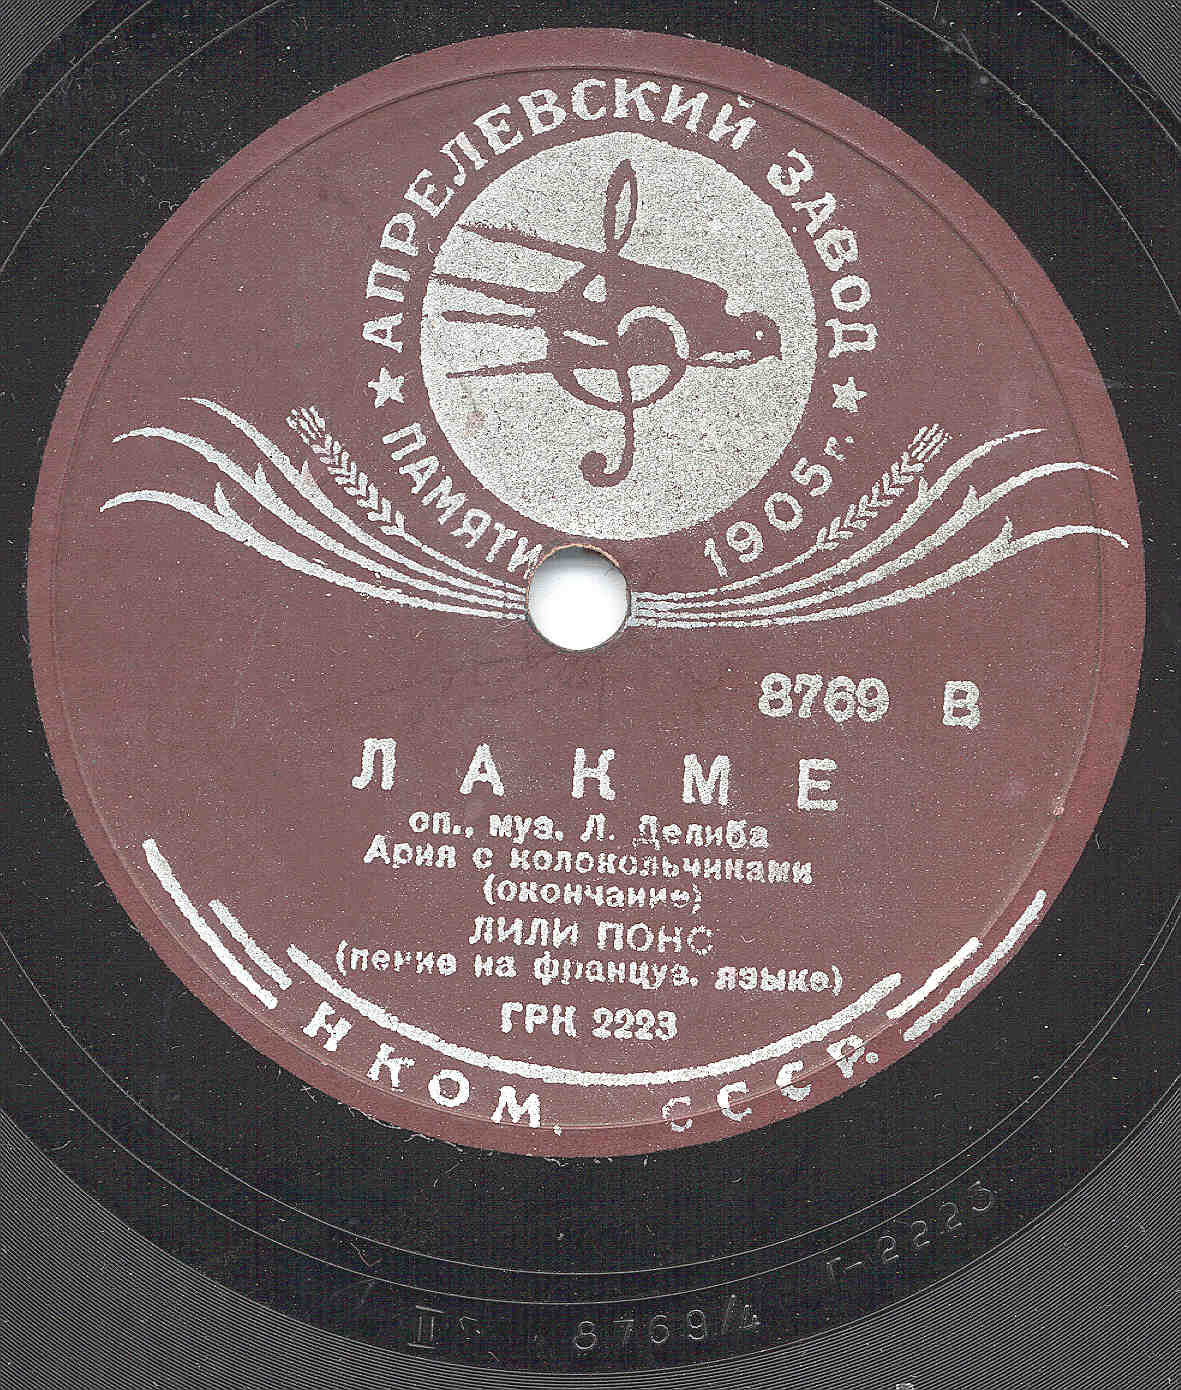 АПРЕЛЕВСКИЙ ЗАВОД
ПАМЯТИ 1905 г.
8769 В
ЛАКМЕ
оп., муз. Л. Делиба
Ария с колокольчиками
(окончание)
ЛИЛИ ПОНС
(пение на француз. языке)
ГРК 2223
НКОМ. СССР.
Г-2223
II 8769/4